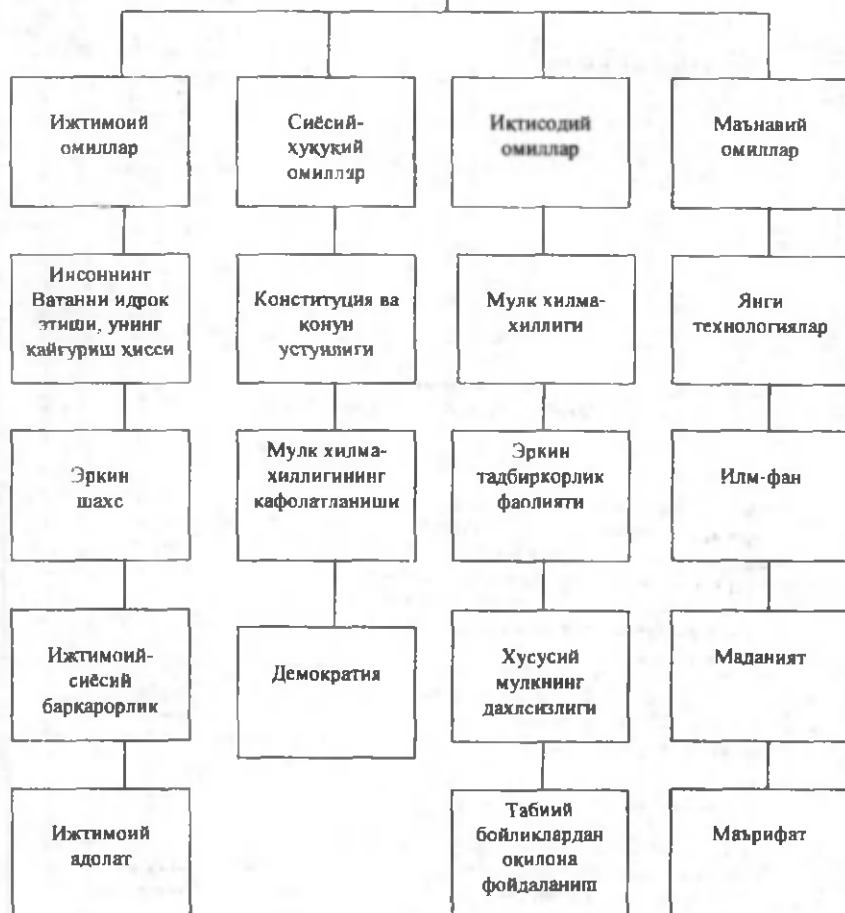 Ижтимоий
омиллар
Сиёсий-
ҳуқуқий
омиллар
Иқтисодий
омиллар
Маънавий
омиллар
Инсоннинг
Ватанни идрок
этиши, унинг
қайғуриш ҳисси
Конституция ва
қонун
устунлиги
Мулк хилма-
хиллиги
Янги
технологиялар
Эркин
шахс
Мулк хилма-
хиллигининг
кафолатланиши
Эркин
тадбиркорлик
фаолияти
Илм-фан
Ижтимоий-
сиёсий
барқарорлик
Демократия
Хусусий
мулкнинг
дахлсизлиги
Маданият
Ижтимоий
адолат
Табиий
бойликлардан
оқилона
фойдаланиш
Маърифат